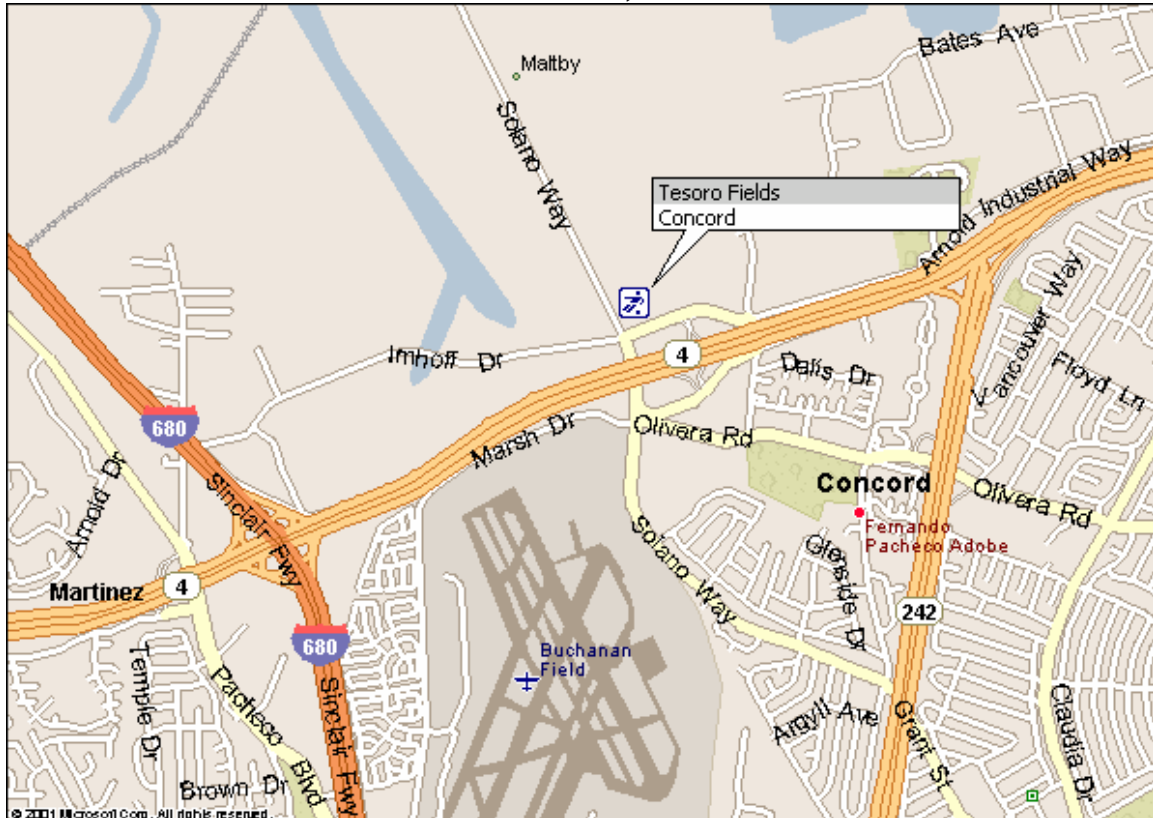 Bates Ave
Maltby
Solano Way
Tesoro Fields
Concord
Arnold Industrial Way
Vancouver Way
Imhoff Dr
4
Dalis Dr
Floyd Ln
680
Marsh Dr
Olivera Rd
Arnold Dr
Sinclair Fwy
Concord
Olivera Rd
Fernando
Pacheco Adobe
Solano Way
Glenside Dr
Martinez
4
242
680
Buchanan
Field
Temple Dr
Pacheco Blvd
Sinclair Fwy
Argyll Ave
Grant St
Claudia Dr
Brown Dr
© 2001 Microsoft Corp. All rights reserved.